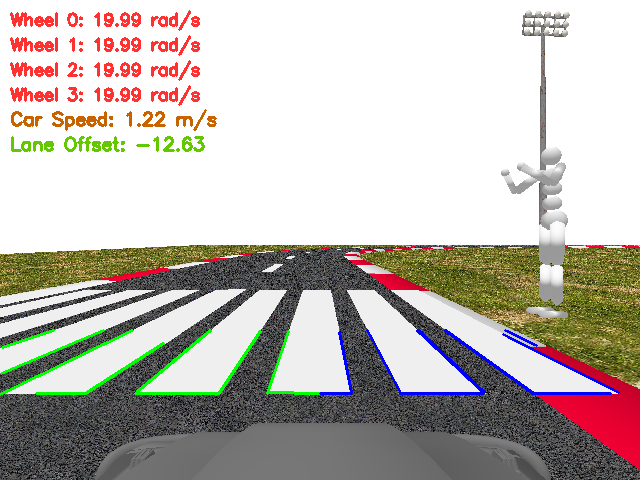 Wheel 0: 19.99 rad/s
Wheel 1: 19.99 rad/s
Wheel 2: 19.99 rad/s
Wheel 3: 19.99 rad/s
Car Speed: 1.22 m/s
Lane Offset: -12.63